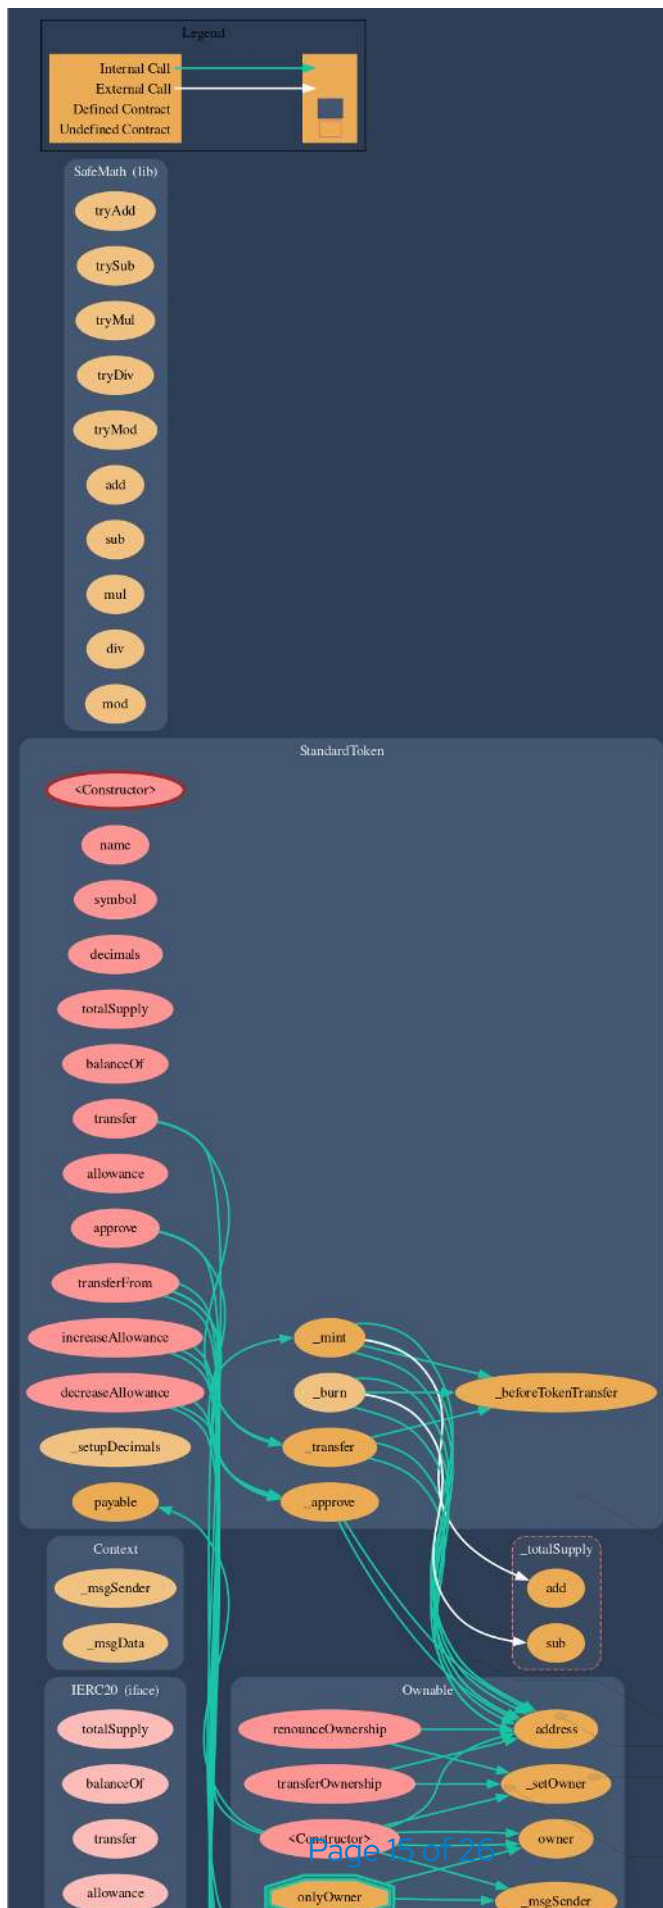 Legend
Internal Call
External Call
Defined Contract
Undefined Contract
SafeMath (lib)
tryAdd
trySub
tryMul
tryDiv
tryMod
add
sub
mul
div
mod
StandardToken
<Constructor>
name
symbol
decimals
totalSupply
balanceOf
transfer
allowance
approve
transferFrom
increaseAllowance
_mint
decreaseAllowance
_burn
_beforeTokenTransfer
_setupDecimals
_transfer
payable
_approve
Context
_totalSupply
_msgSender
add
_msgData
sub
IERC20 (iface)
Ownable
totalSupply
renounceOwnership
address
balanceOf
transferOwnership
_setOwner
transfer
<Constructor>
owner
Page 15 of 26
allowance
onlyOwner
_msgSender